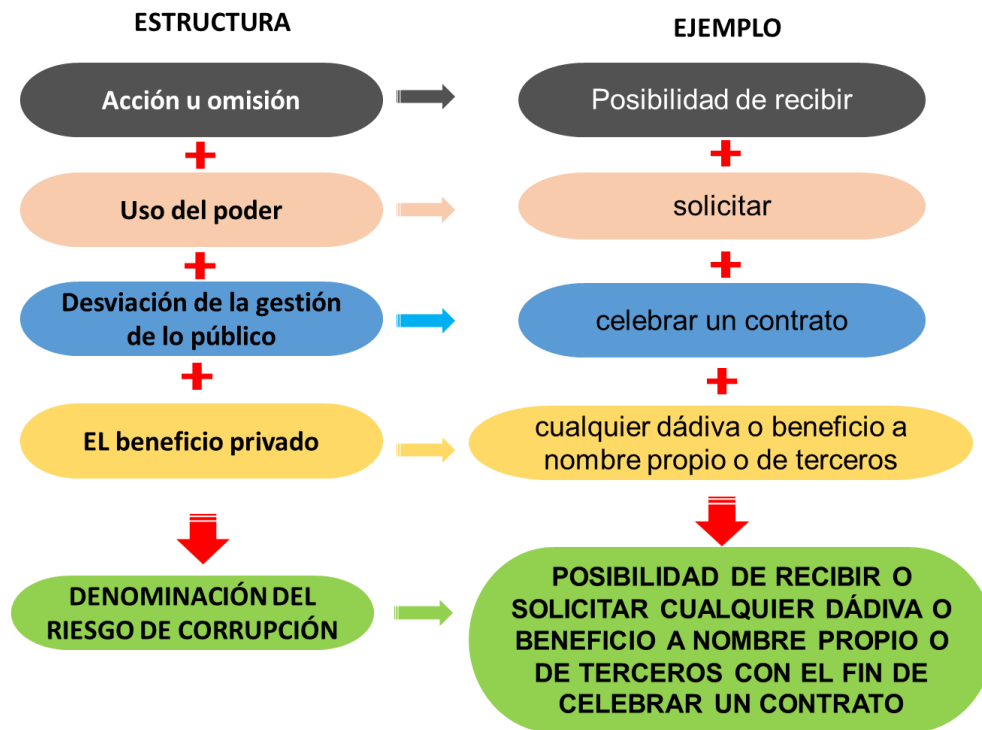 ESTRUCTURA
EJEMPLO
Acción u omisión
Posibilidad de recibir
Uso del poder
solicitar
Desviación de la gestión
de lo público
celebrar un contrato
EL beneficio privado
cualquier dádiva o beneficio a
nombre propio o de terceros
DENOMINACIÓN DEL
RIESGO DE CORRUPCIÓN
POSIBILIDAD DE RECIBIR O
SOLICITAR CUALQUIER DÁDIVA O
BENEFICIO A NOMBRE PROPIO O
DE TERCEROS CON EL FIN DE
CELEBRAR UN CONTRATO